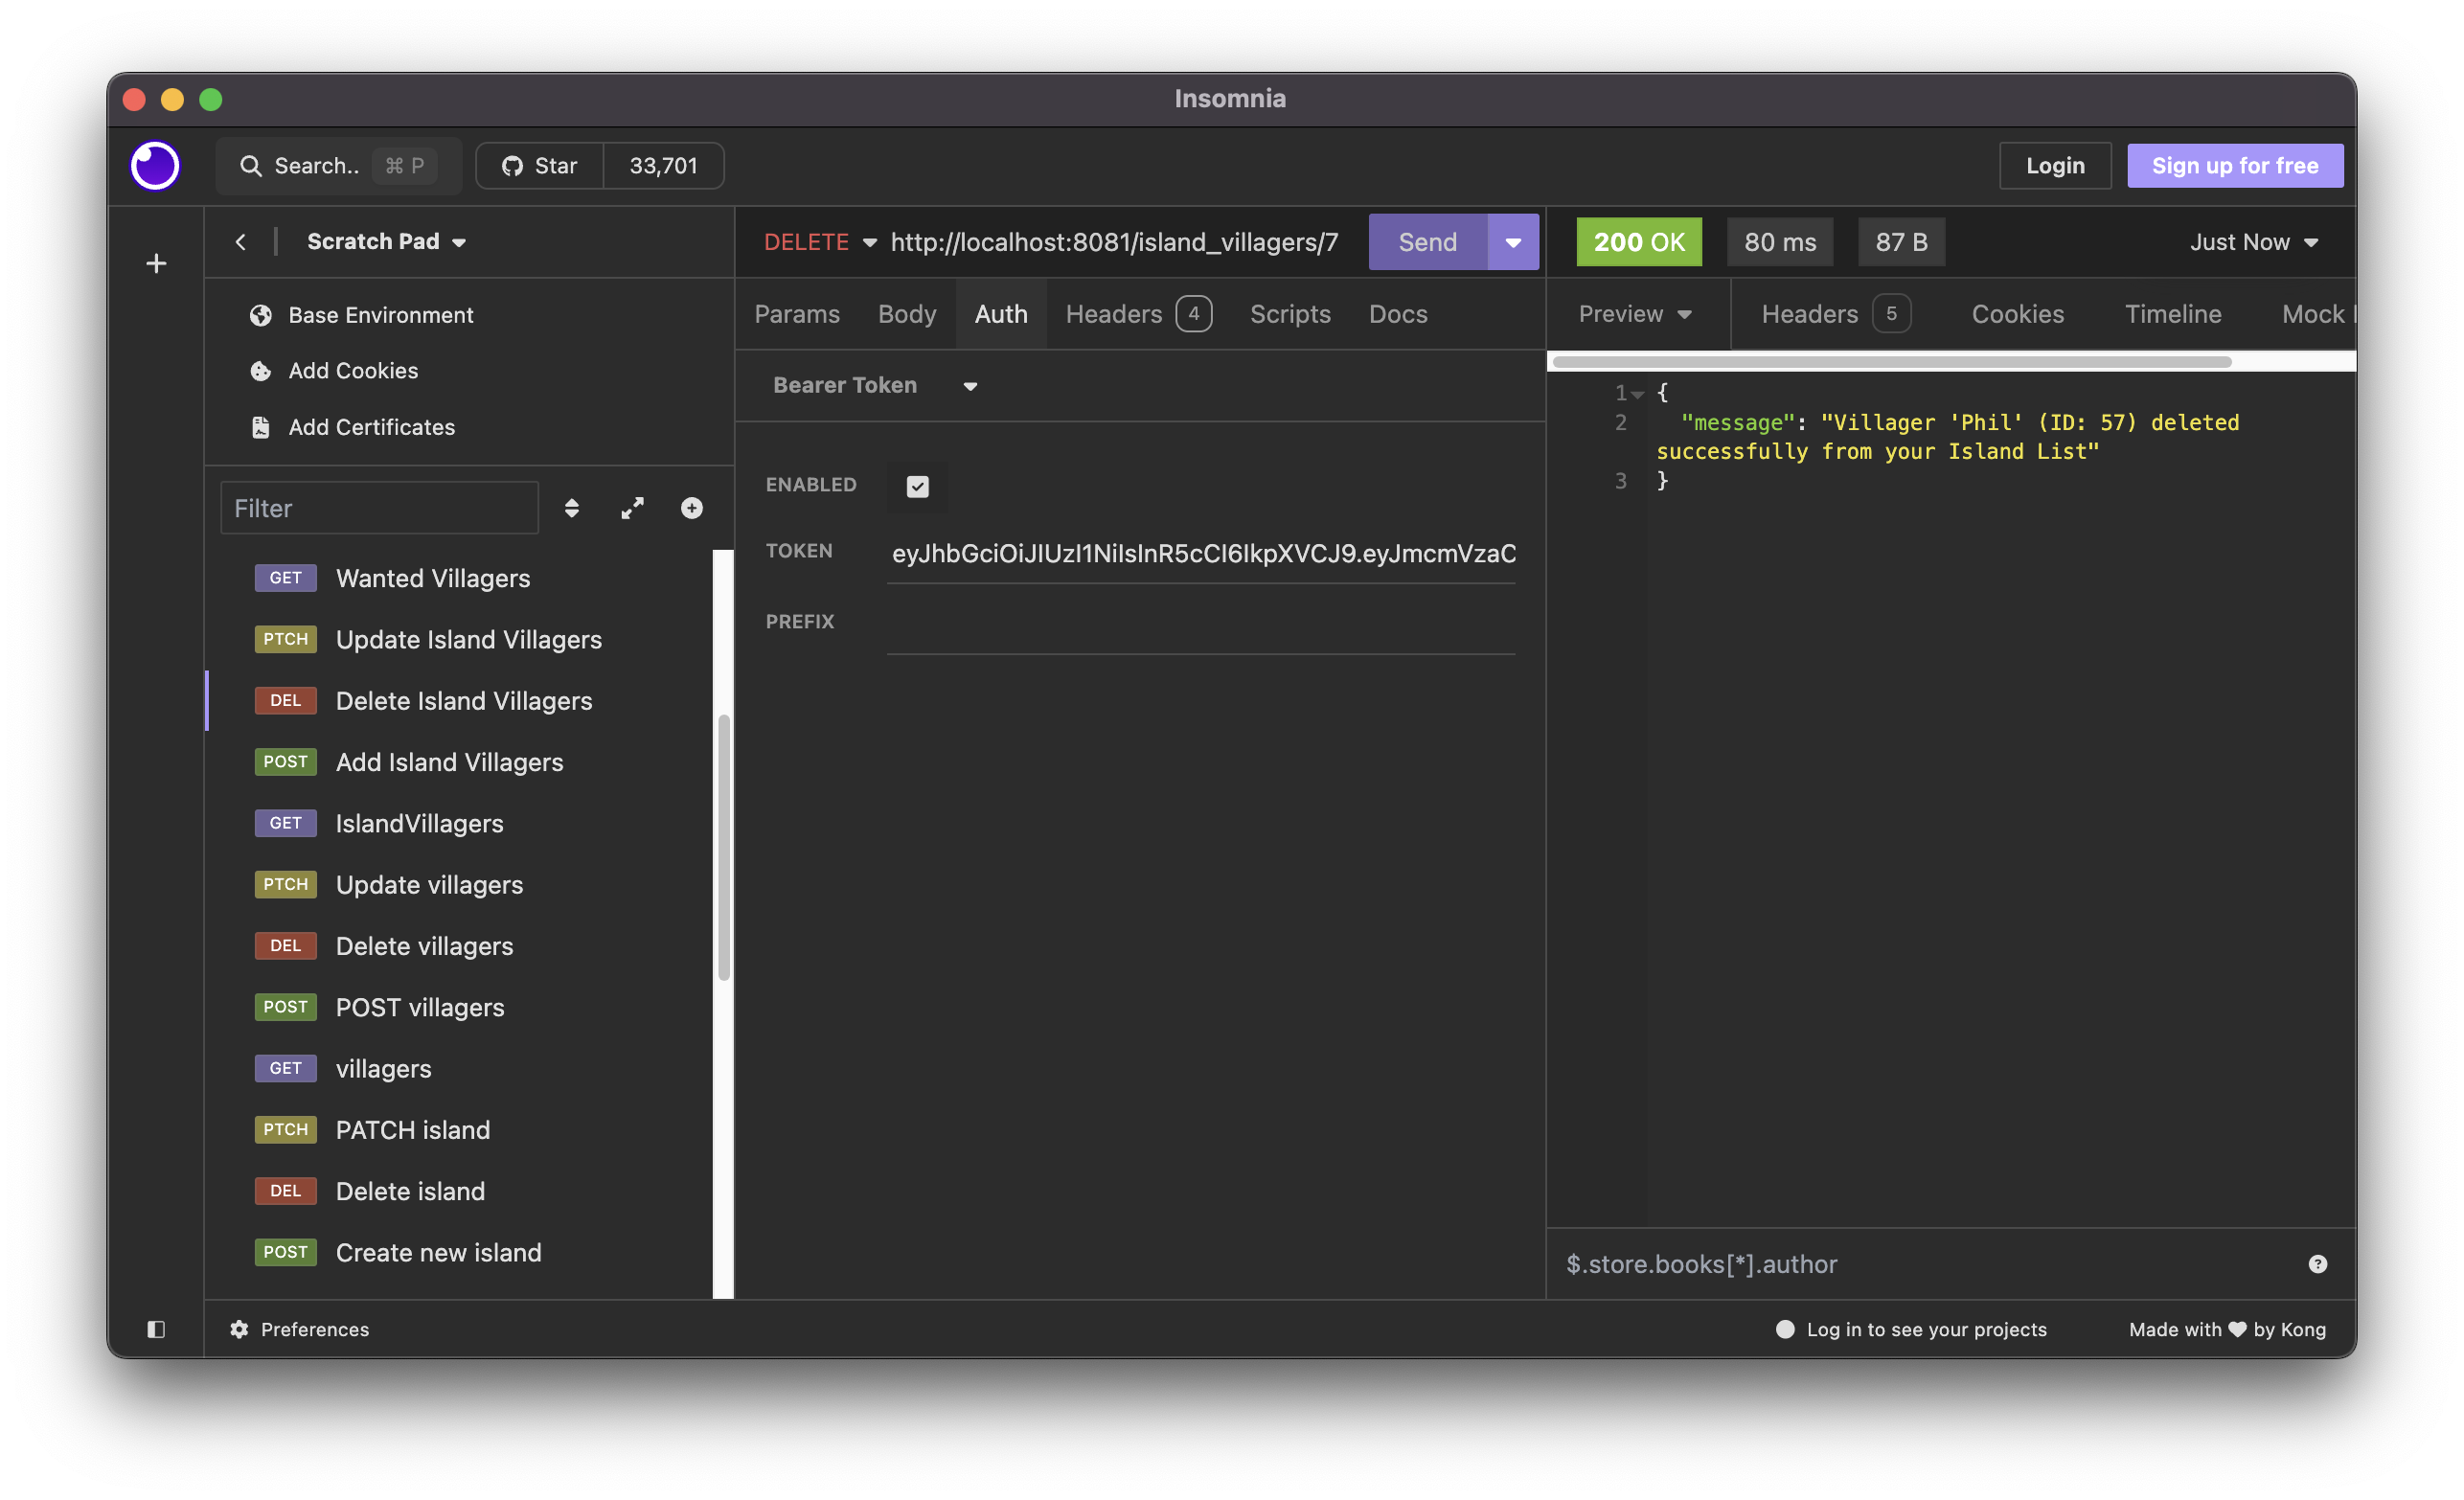 Insomnia
Search.. ⌘ P
Star 33,701
Login
Sign up for free
Scratch Pad
Base Environment
Add Cookies
Add Certificates
Filter
GET Wanted Villagers
PTCH Update Island Villagers
DEL Delete Island Villagers
POST Add Island Villagers
GET IslandVillagers
PTCH Update villagers
DEL Delete villagers
POST POST villagers
GET villagers
PTCH PATCH island
DEL Delete island
POST Create new island
DELETE http://localhost:8081/island_villagers/7 Send
Params Body Auth Headers 4 Scripts Docs
Bearer Token
ENABLED
TOKEN eyJhbGciOiJIUzI1NiIsInR5cCI6IkpXVCJ9.eyJmcmVzaC
PREFIX
200 OK 80 ms 87 B Just Now
Preview Headers 5 Cookies Timeline Mock
1 {
2 "message": "Villager 'Phil' (ID: 57) deleted
successfully from your Island List"
3 }
$.store.books[*].author
Preferences
Log in to see your projects
Made with ♥ by Kong